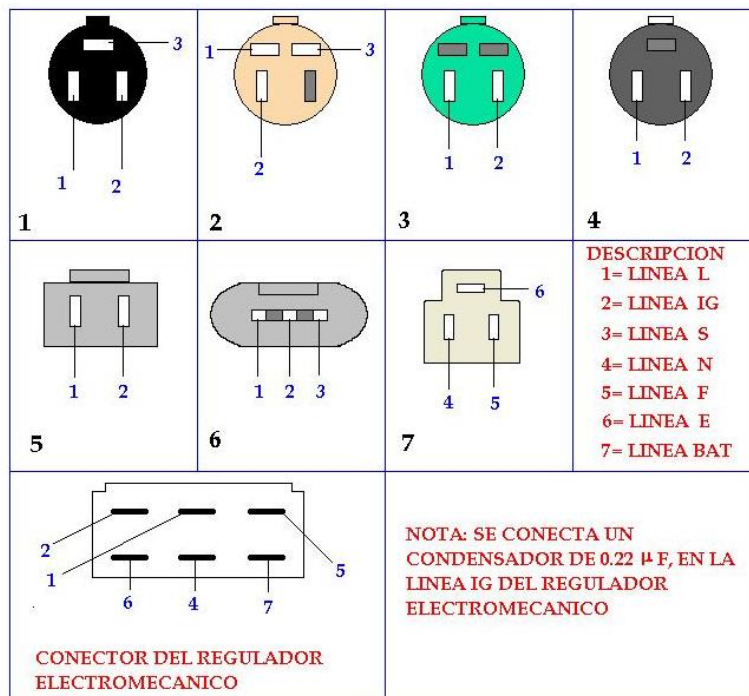 3
1 2
1
1 3
2
2
1 2
3
1 2
4
1 2
5
1 2 3
6
6
4 5
7
DESCRIPCION
1= LINEA L
2= LINEA IG
3= LINEA S
4= LINEA N
5= LINEA F
6= LINEA E
7= LINEA BAT
2
1
5
6 4 7
CONECTOR DEL REGULADOR
ELECTROMECANICO
NOTA: SE CONECTA UN
CONDENSADOR DE 0.22 µ F, EN LA
LINEA IG DEL REGULADOR
ELECTROMECANICO